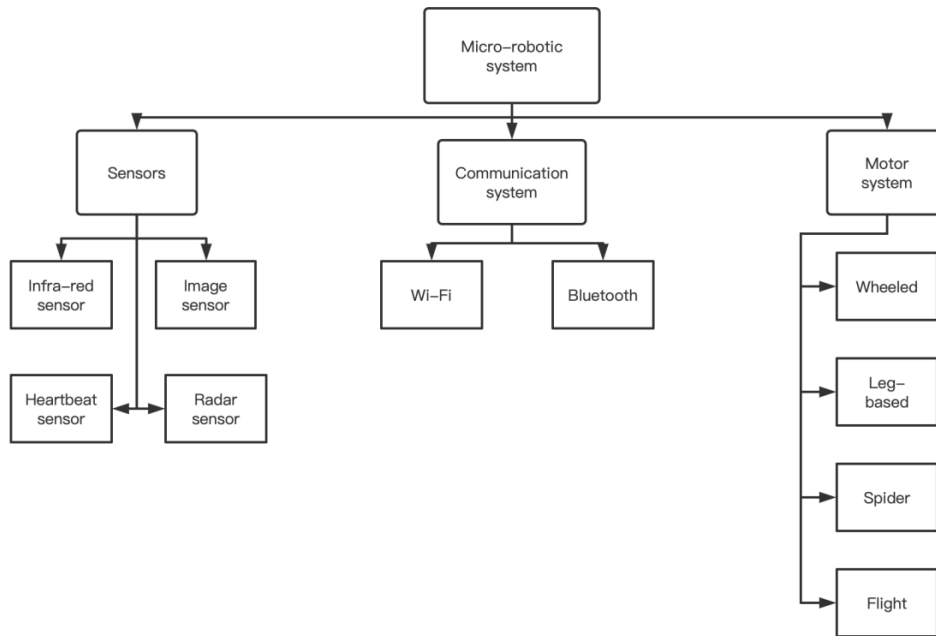 Micro-robotic
system
Sensors
Communication
system
Motor
system
Infra-red
sensor
Image
sensor
Heartbeat
sensor
Radar
sensor
Wi-Fi
Bluetooth
Wheeled
Leg-
based
Spider
Flight